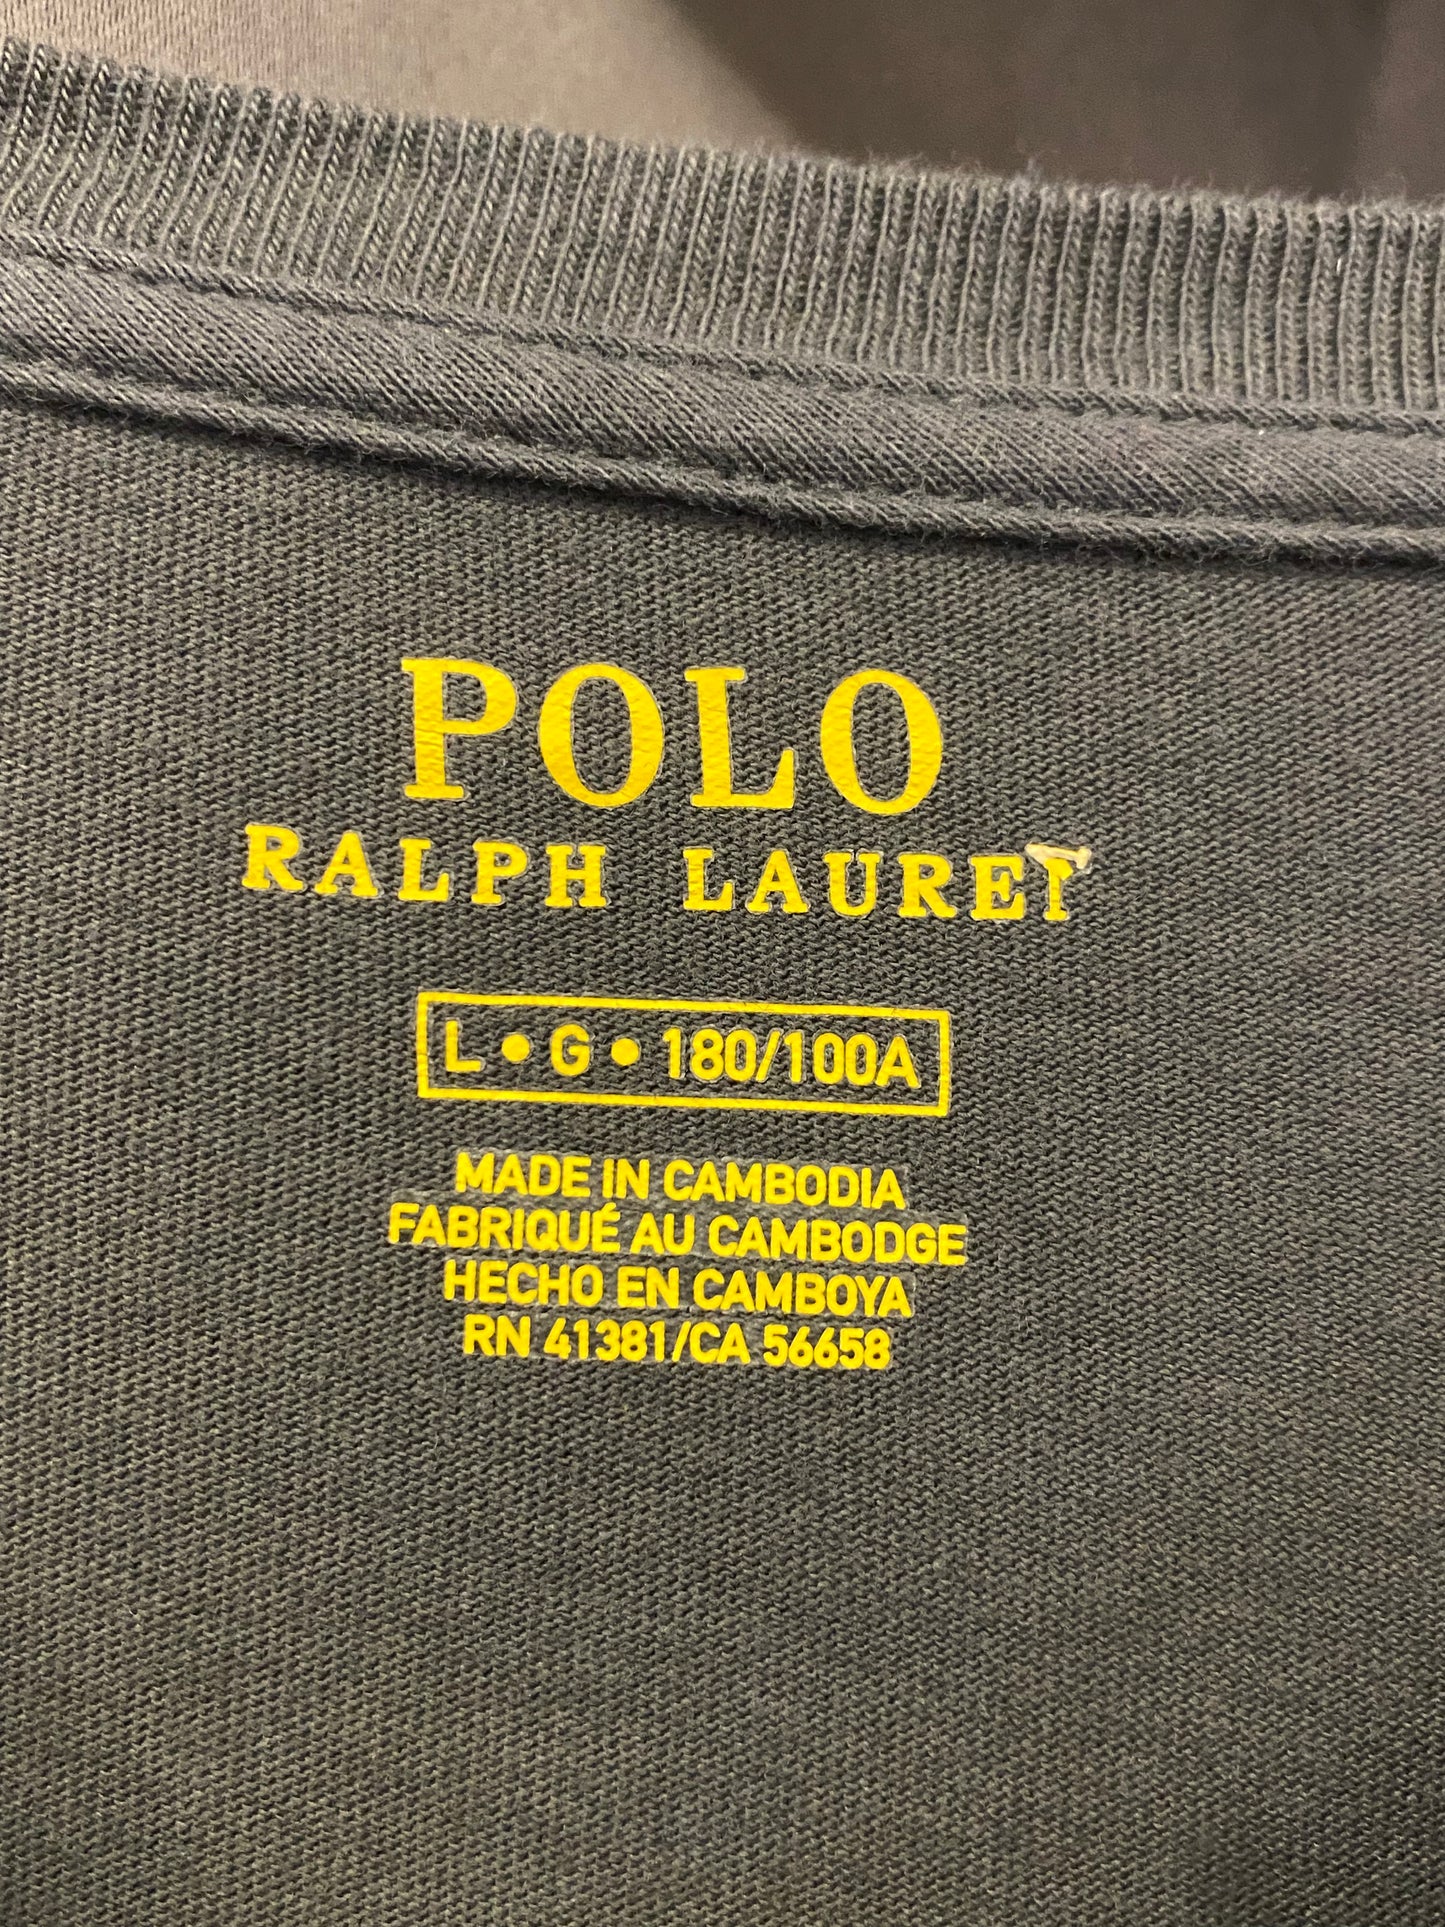 POLO
RALPH LAUREN
L • G • 180/100A
MADE IN CAMBODIA
FABRIQUÉ AU CAMBODGE
HECHO EN CAMBOYA
RN 41381/CA 56658